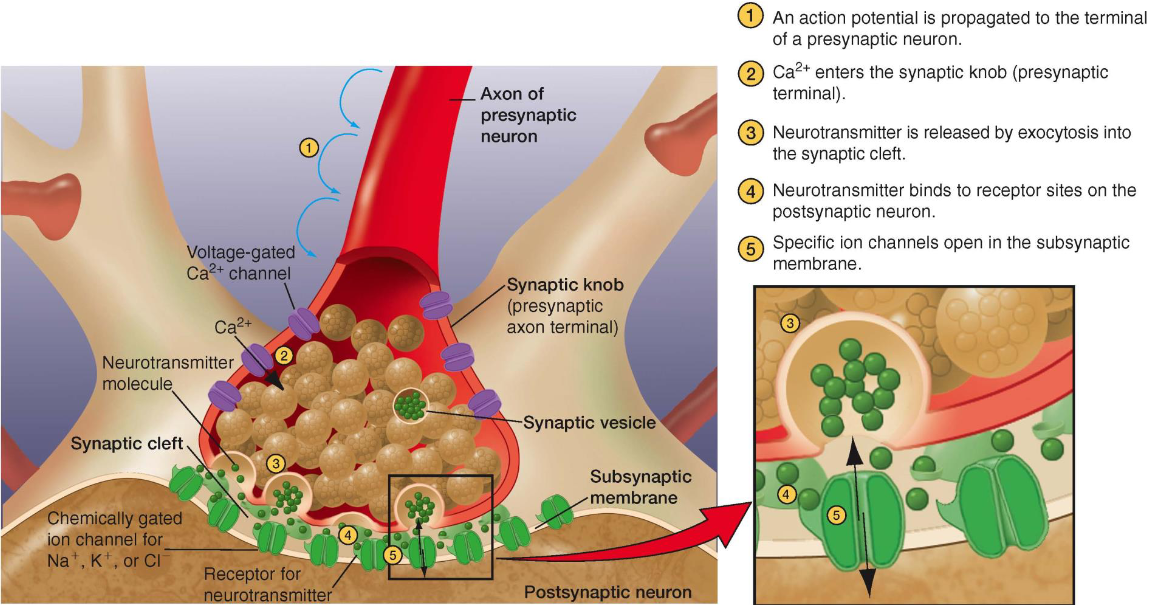 1 An action potential is propagated to the terminal
of a presynaptic neuron.
2 Ca²⁺ enters the synaptic knob (presynaptic
terminal).
3 Neurotransmitter is released by exocytosis into
the synaptic cleft.
4 Neurotransmitter binds to receptor sites on the
postsynaptic neuron.
5 Specific ion channels open in the subsynaptic
membrane.
Axon of
presynaptic
neuron
1
Voltage-gated
Ca²⁺ channel
Synaptic knob
(presynaptic
axon terminal)
Ca²⁺
2
Neurotransmitter
molecule
Synaptic vesicle
Synaptic cleft
3
Subsynaptic
membrane
Chemically gated
ion channel for
Na⁺, K⁺, or Cl⁻
4
5
Receptor for
neurotransmitter
Postsynaptic neuron
3
4
5